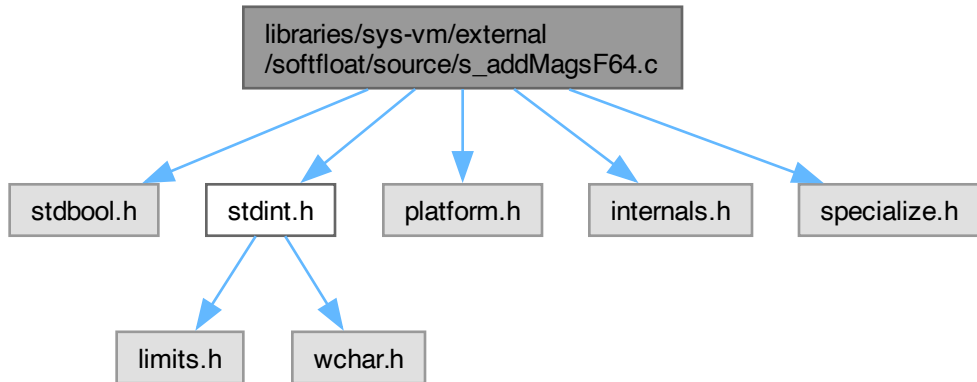 libraries/sys-vm/external
/softfloat/source/s_addMagsF64.c
stdbool.h
stdint.h
platform.h
internals.h
specialize.h
limits.h
wchar.h